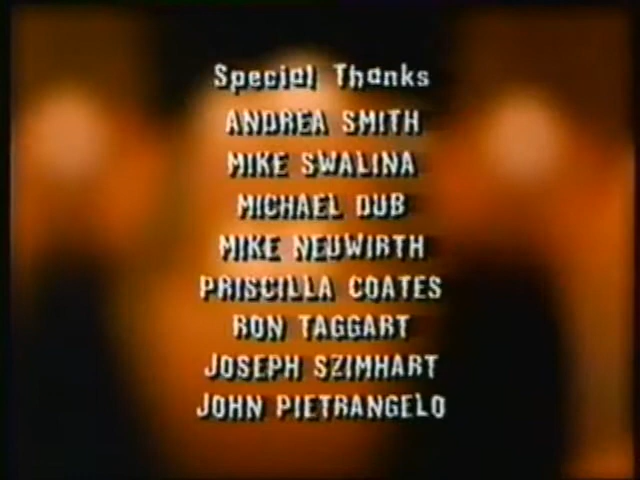 Special Thanks
ANDREA SMITH
MIKE SWALINA
MICHAEL DUB
MIKE NEUWIRTH
PRISCILLA COATES
RON TAGGART
JOSEPH SZIMHART
JOHN PIETRANGELO